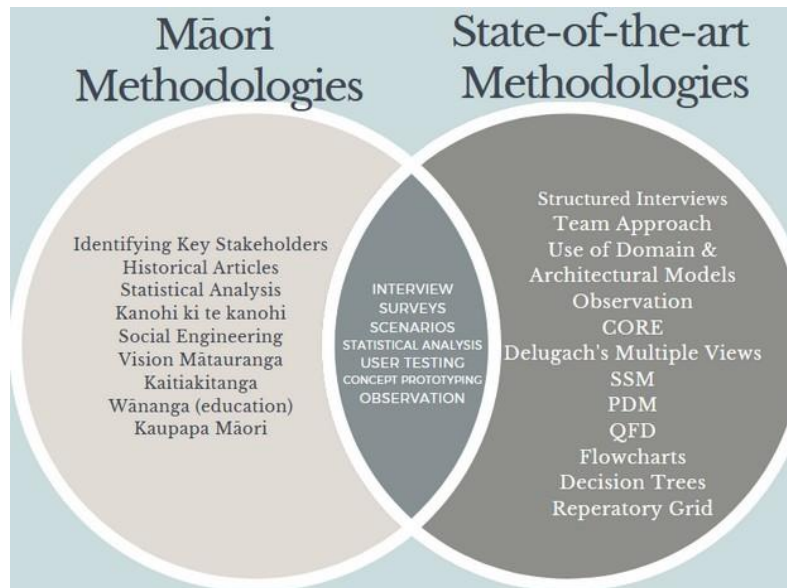 Māori
Methodologies
State-of-the-art
Methodologies
Identifying Key Stakeholders
Historical Articles
Statistical Analysis
Kanohi ki te kanohi
Social Engineering
Vision Mātauranga
Kaitiakitanga
Wānanga (education)
Kaupapa Māori
INTERVIEW
SURVEYS
SCENARIOS
STATISTICAL ANALYSIS
USER TESTING
CONCEPT PROTOTYPING
OBSERVATION
Structured Interviews
Team Approach
Use of Domain &
Architectural Models
Observation
CORE
Delugach's Multiple Views
SSM
PDM
QFD
Flowcharts
Decision Trees
Reperatory Grid